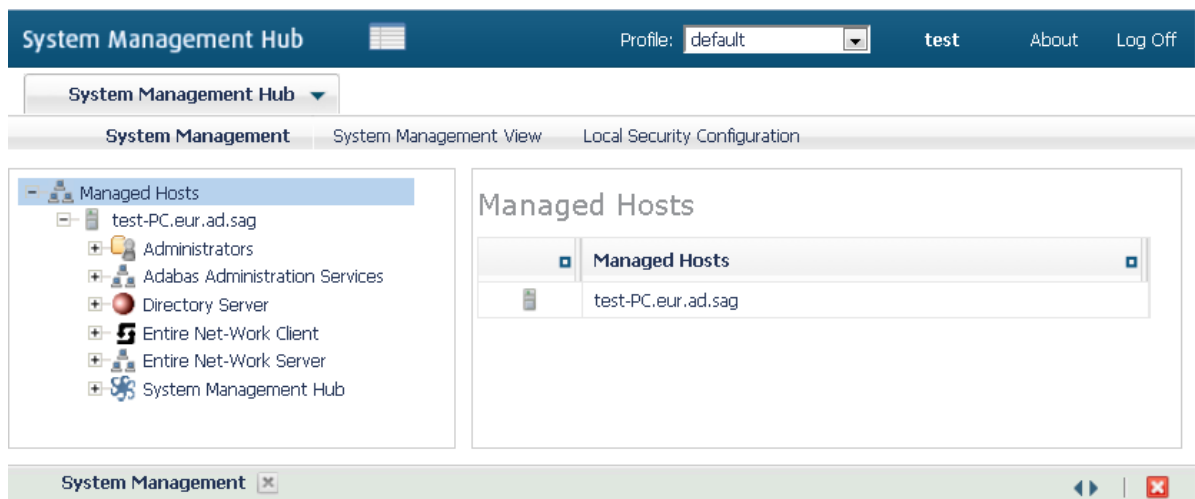 System Management Hub Profile: default test About Log Off
System Management Hub
System Management System Management View Local Security Configuration
Managed Hosts
test-PC.eur.ad.sag
Administrators
Adabas Administration Services
Directory Server
Entire Net-Work Client
Entire Net-Work Server
System Management Hub
Managed Hosts
Managed Hosts
test-PC.eur.ad.sag
System Management